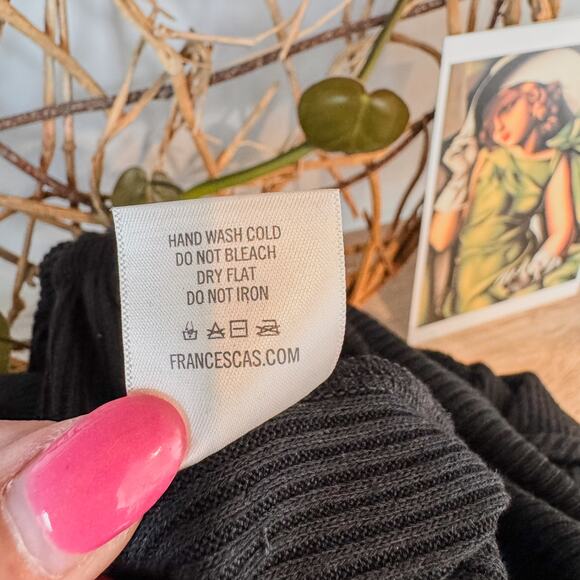 HAND WASH COLD
DO NOT BLEACH
DRY FLAT
DO NOT IRON
FRANCESCAS.COM